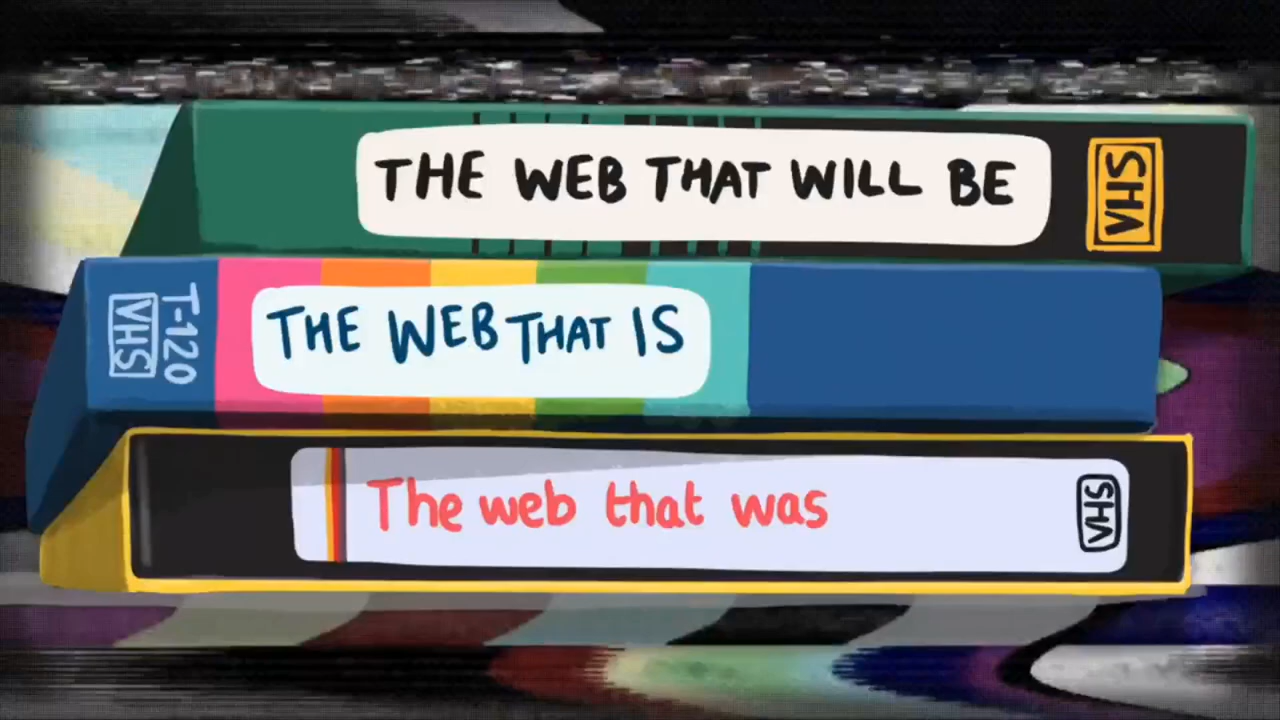 THE WEB THAT WILL BE
VHS
T-120
VHS
THE WEB THAT IS
The web that was
VHS